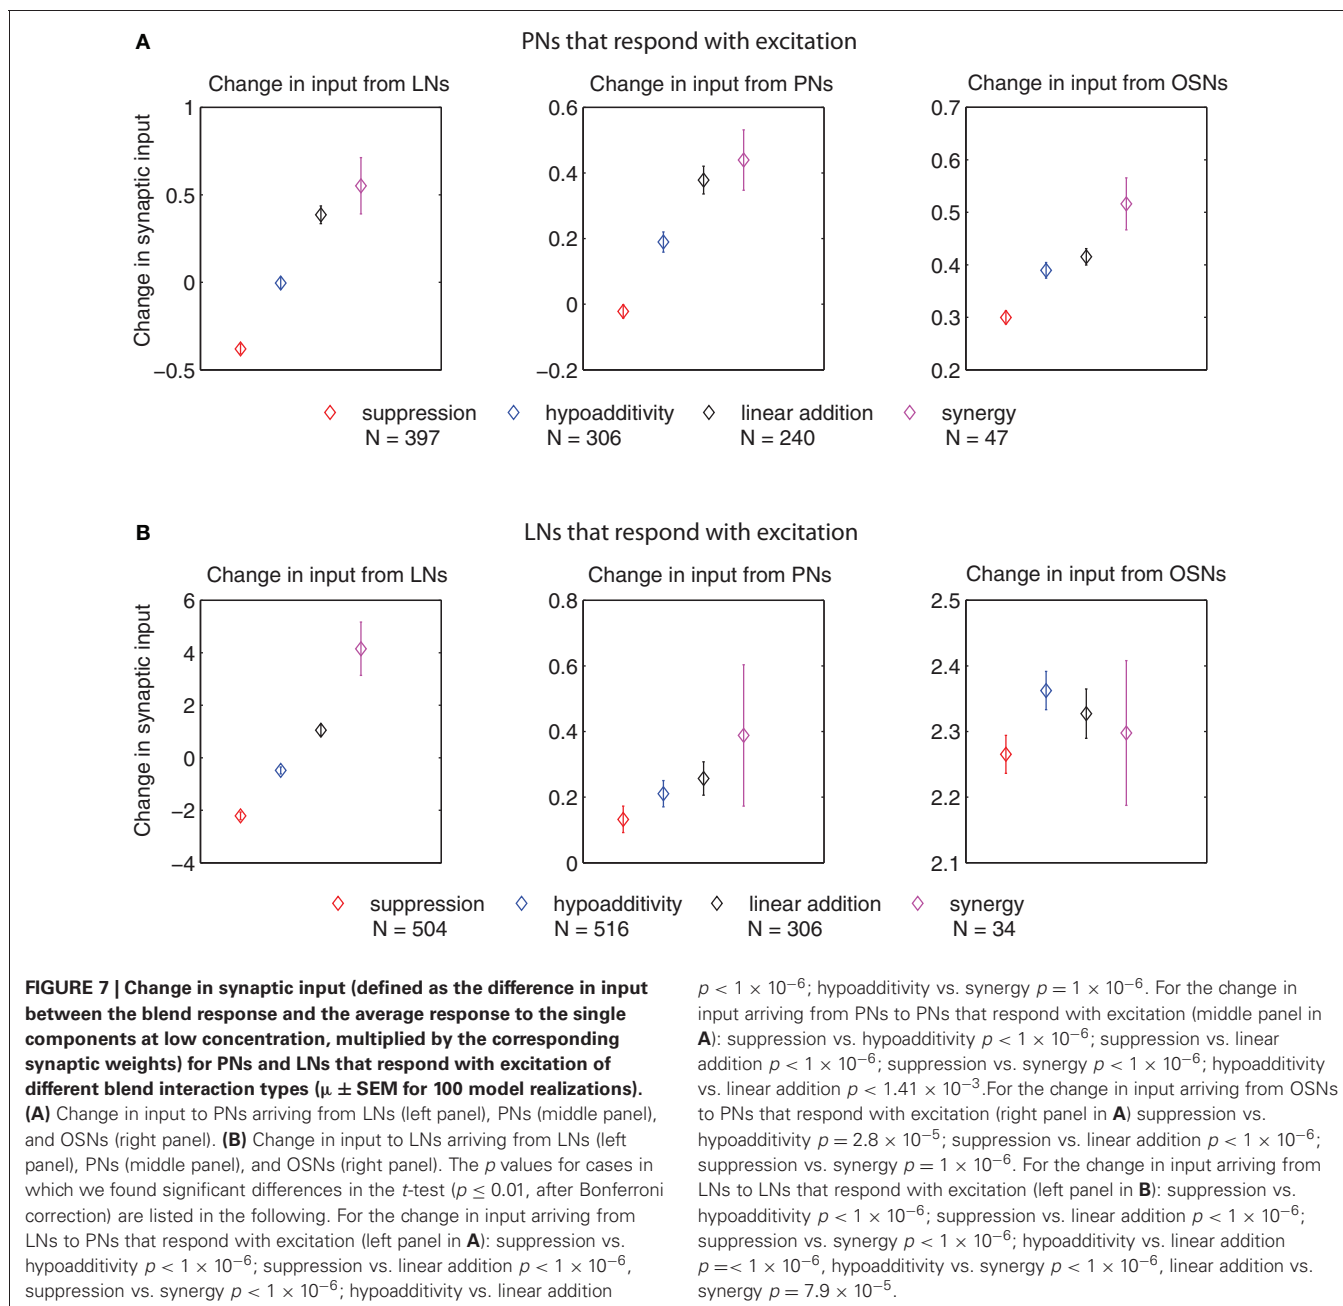 A
PNs that respond with excitation
Change in input from LNs
Change in input from PNs
Change in input from OSNs
Change in synaptic input
1
0.5
0
−0.5
0.6
0.4
0.2
0
−0.2
0.7
0.6
0.5
0.4
0.3
0.2
suppression
N = 397
hypoadditivity
N = 306
linear addition
N = 240
synergy
N = 47
B
LNs that respond with excitation
Change in input from LNs
Change in input from PNs
Change in input from OSNs
Change in synaptic input
6
4
2
0
−2
−4
0.8
0.6
0.4
0.2
0
2.5
2.4
2.3
2.2
2.1
suppression
N = 504
hypoadditivity
N = 516
linear addition
N = 306
synergy
N = 34
FIGURE 7 | Change in synaptic input (defined as the difference in input
between the blend response and the average response to the single
components at low concentration, multiplied by the corresponding
synaptic weights) for PNs and LNs that respond with excitation of
different blend interaction types (μ ± SEM for 100 model realizations).
(A) Change in input to PNs arriving from LNs (left panel), PNs (middle panel),
and OSNs (right panel). (B) Change in input to LNs arriving from LNs (left
panel), PNs (middle panel), and OSNs (right panel). The p values for cases in
which we found significant differences in the t-test (p ≤ 0.01, after Bonferroni
correction) are listed in the following. For the change in input arriving from
LNs to PNs that respond with excitation (left panel in A): suppression vs.
hypoadditivity p < 1 × 10−6; suppression vs. linear addition p < 1 × 10−6,
suppression vs. synergy p < 1 × 10−6; hypoadditivity vs. linear addition
p < 1 × 10−6; hypoadditivity vs. synergy p = 1 × 10−6. For the change in
input arriving from PNs to PNs that respond with excitation (middle panel in
A): suppression vs. hypoadditivity p < 1 × 10−6; suppression vs. linear
addition p < 1 × 10−6; suppression vs. synergy p < 1 × 10−6; hypoadditivity
vs. linear addition p < 1.41 × 10−3.For the change in input arriving from OSNs
to PNs that respond with excitation (right panel in A) suppression vs.
hypoadditivity p = 2.8 × 10−5; suppression vs. linear addition p < 1 × 10−6;
suppression vs. synergy p = 1 × 10−6. For the change in input arriving from
LNs to LNs that respond with excitation (left panel in B): suppression vs.
hypoadditivity p < 1 × 10−6; suppression vs. linear addition p < 1 × 10−6;
suppression vs. synergy p < 1 × 10−6; hypoadditivity vs. linear addition
p =< 1 × 10−6, hypoadditivity vs. synergy p < 1 × 10−6, linear addition vs.
synergy p = 7.9 × 10−5.